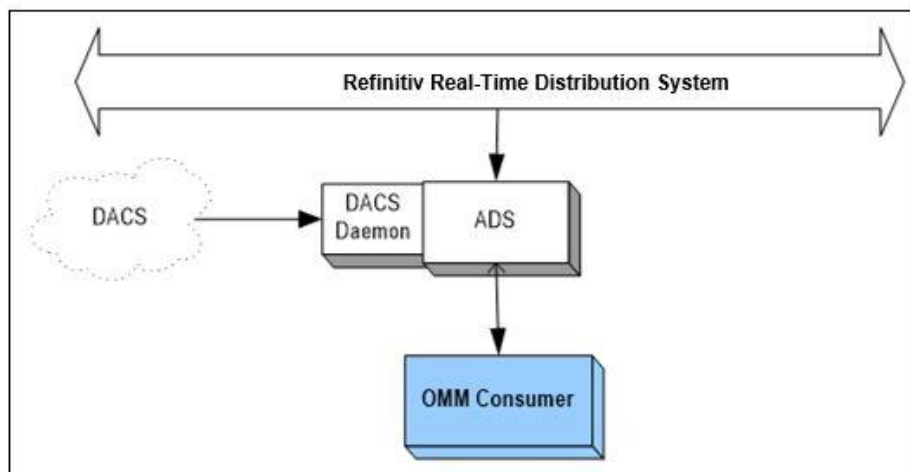 Refinitiv Real-Time Distribution System
DACS
DACS
Daemon
ADS
OMM Consumer